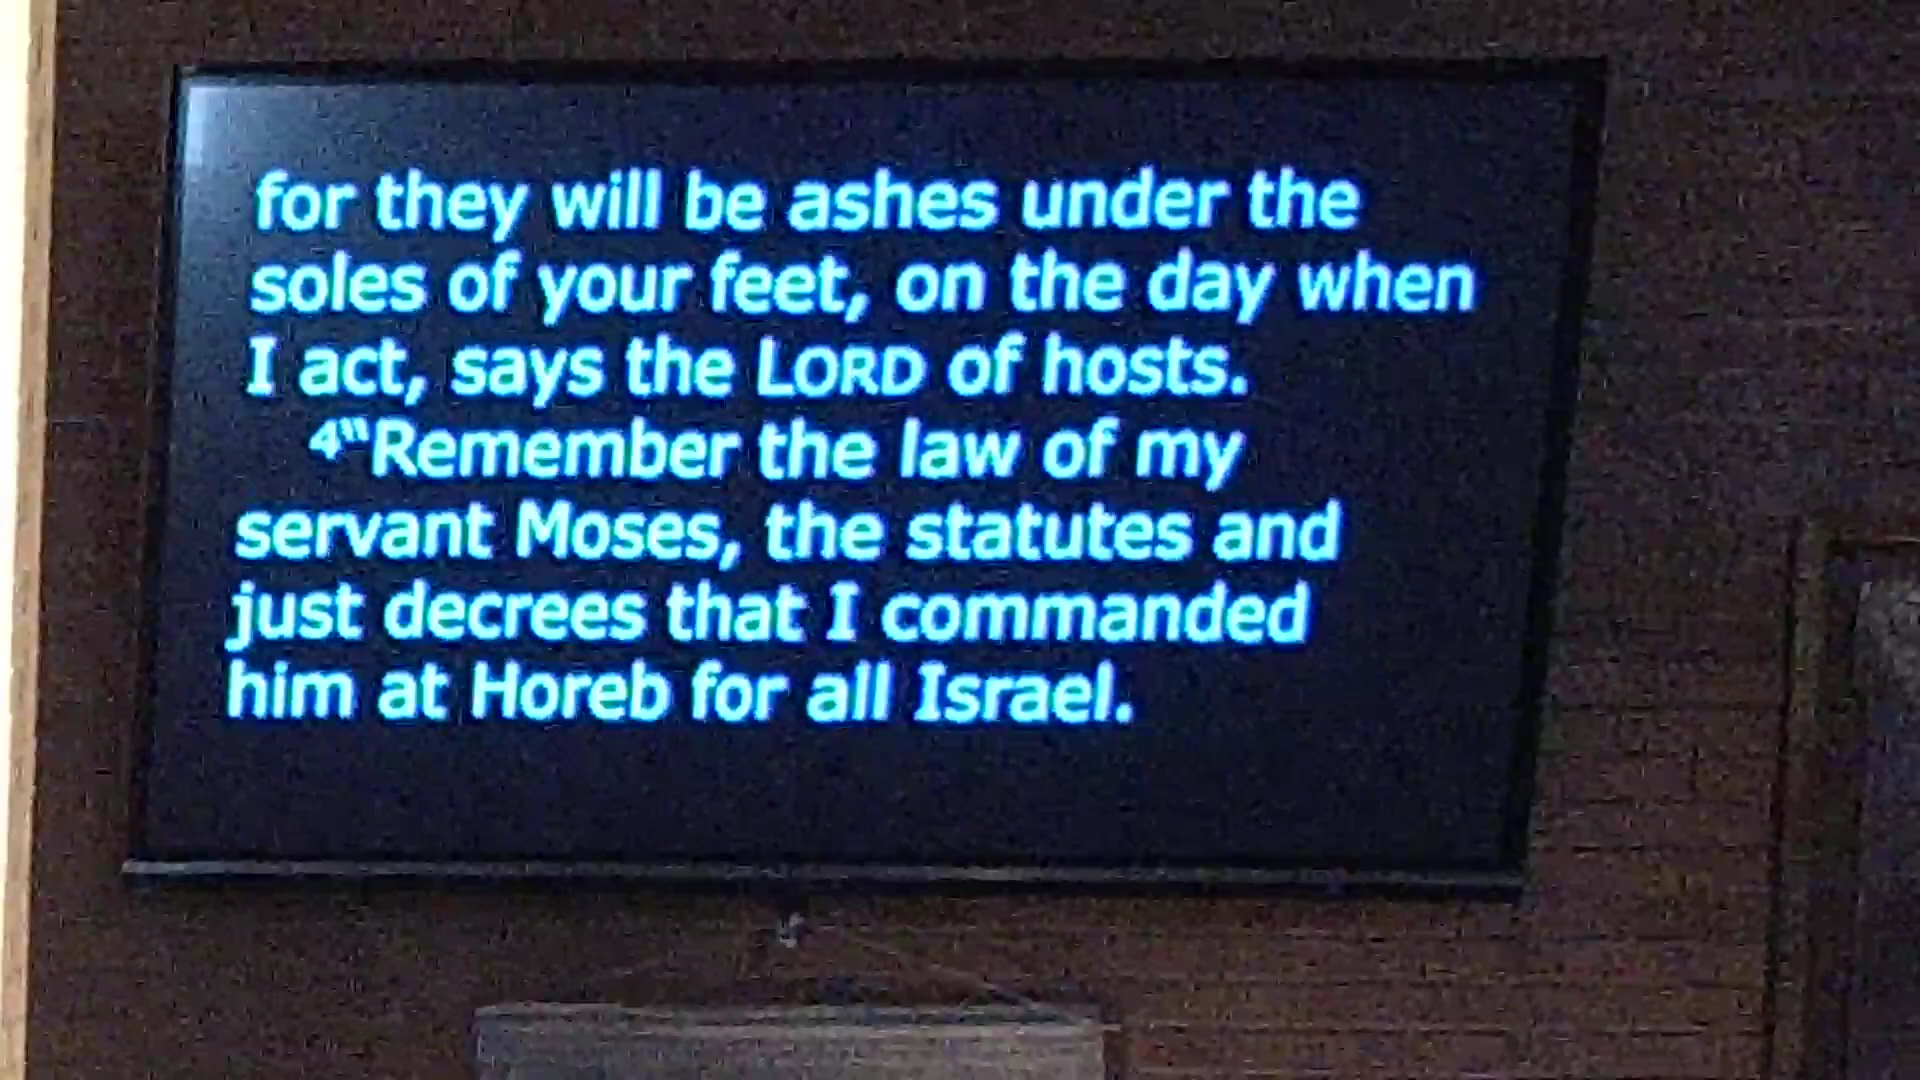 for they will be ashes under the
soles of your feet, on the day when
I act, says the LORD of hosts.
4"Remember the law of my
servant Moses, the statutes and
just decrees that I commanded
him at Horeb for all Israel.